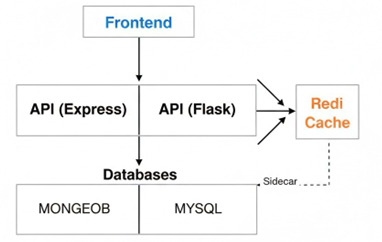 Frontend
API (Express) API (Flask)
Redi
Cache
Databases
Sidecar
MONGEOB MYSQL